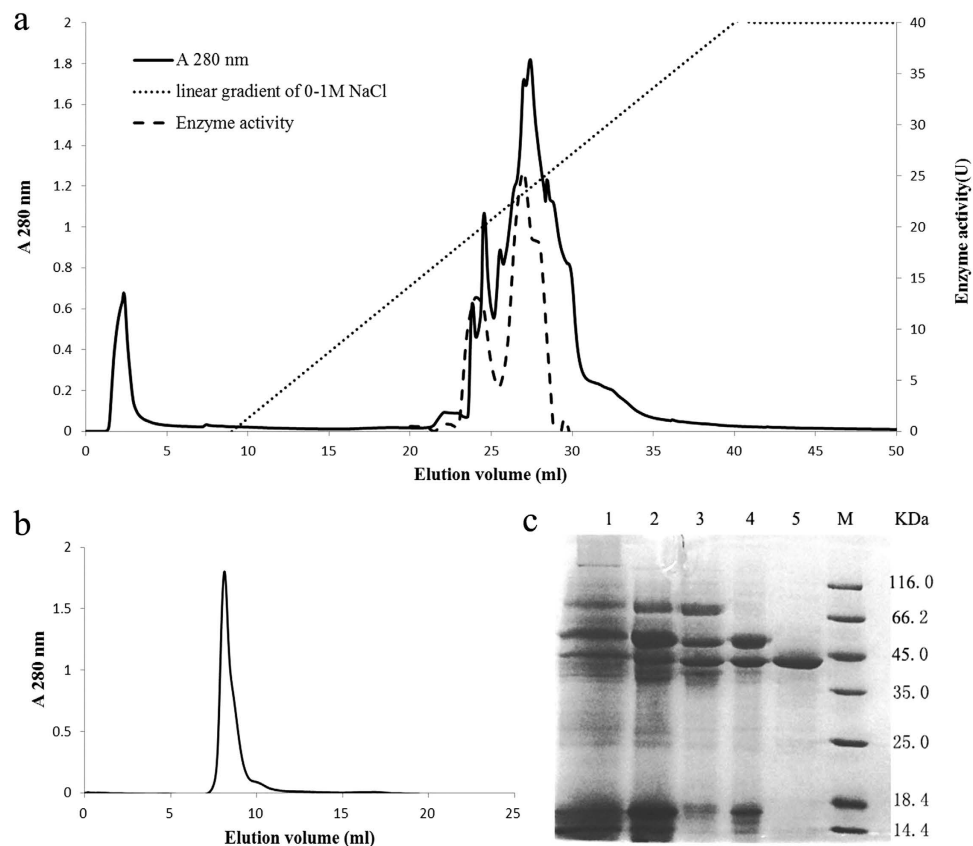 a
2
1.8
1.6
1.4
1.2
1
0.8
0.6
0.4
0.2
0
A 280 nm
A 280 nm
linear gradient of 0-1M NaCl
Enzyme activity
40
35
30
25
20
15
10
5
0
Enzyme activity(U)
0 5 10 15 20 25 30 35 40 45 50
Elution volume (ml)
b
2
1.5
1
0.5
0
A 280 nm
0 5 10 15 20 25
Elution volume (ml)
c
1 2 3 4 5 M KDa
116.0
66.2
45.0
35.0
25.0
18.4
14.4